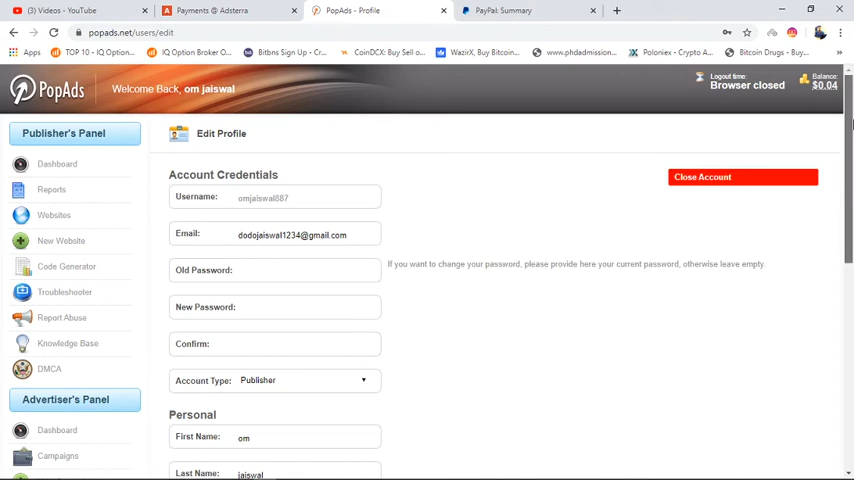 (3) Videos - YouTube
Payments @ Adsterra
PopAds - Profile
PayPal: Summary
popads.net/users/edit
Apps
TOP 10 - IQ Option...
IQ Option Broker O...
Bitbns Sign Up - Cr...
CoinDCX: Buy Sell o...
WazirX, Buy Bitcoin...
www.phdadmission...
Poloniex - Crypto A...
Bitcoin Drugs - Buy...
PopAds
Welcome Back, om jaiswal
Logout time:
Browser closed
Balance:
$0.04
Publisher's Panel
Dashboard
Reports
Websites
New Website
Code Generator
Troubleshooter
Report Abuse
Knowledge Base
DMCA
Advertiser's Panel
Dashboard
Campaigns
Edit Profile
Account Credentials
Close Account
Username: omjaiswal887
Email: dodojaiswal1234@gmail.com
Old Password:
If you want to change your password, please provide here your current password, otherwise leave empty.
New Password:
Confirm:
Account Type: Publisher
Personal
First Name: om
Last Name: jaiswal